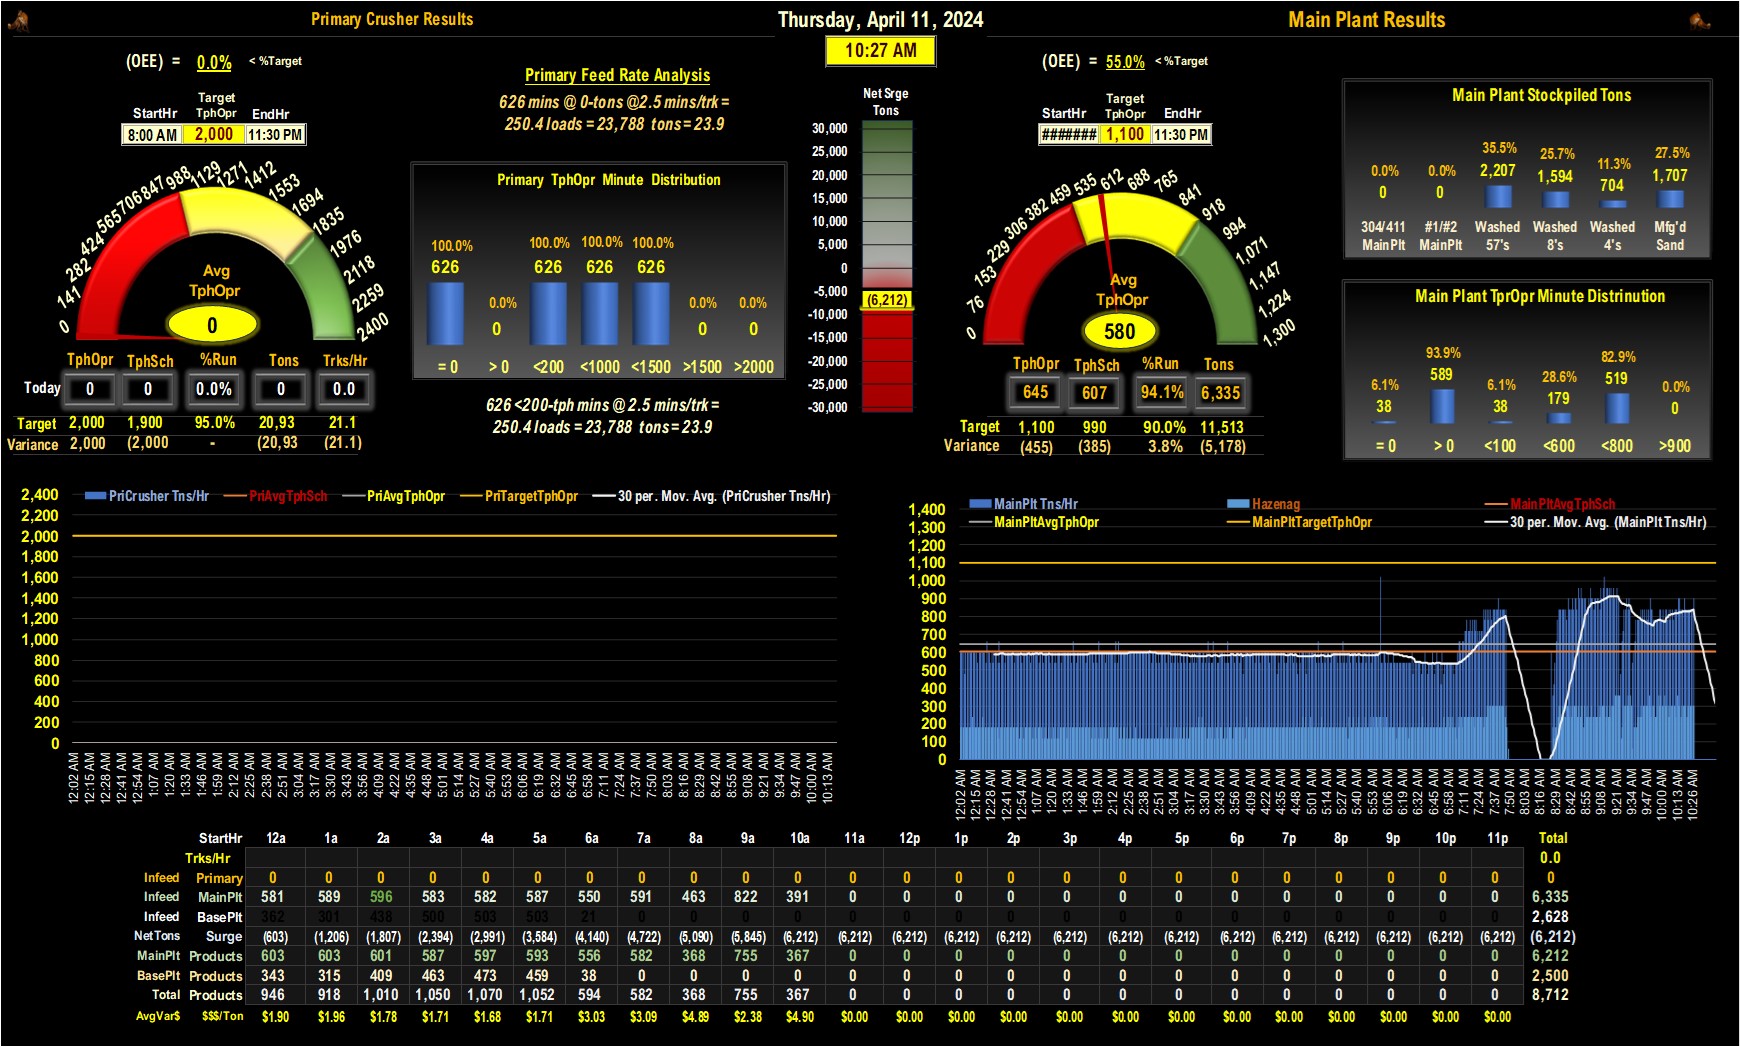 Primary Crusher Results
Thursday, April 11, 2024
Main Plant Results
10:27 AM
(OEE) = 0.0% < %Target
StartHr Target TphOpr EndHr
8:00 AM 2,000 11:30 PM
Primary Feed Rate Analysis
626 mins @ 0-tons @2.5 mins/trk =
250.4 loads = 23,788 tons = 23.9
0 141 282 424 565 706 847 988 1129 1271 1412 1553 1694 1835 1976 2118 2259 2400
Avg
TphOpr
0
TphOpr TphSch %Run Tons Trks/Hr
Today 0 0 0.0% 0 0.0
Target 2,000 1,900 95.0% 20,93 21.1
Variance 2,000 (2,000 - (20,93 (21.1)
Primary TphOpr Minute Distribution
100.0% 0.0% 100.0% 100.0% 100.0% 0.0% 0.0%
626 0 626 626 626 0 0
= 0 > 0 <200 <1000 <1500 >1500 >2000
626 <200-tph mins @ 2.5 mins/trk =
250.4 loads = 23,788 tons = 23.9
Net Srge
Tons
30,000
25,000
20,000
15,000
10,000
5,000
0
-5,000
(6,212)
-10,000
-15,000
-20,000
-25,000
-30,000
(OEE) = 55.0% < %Target
StartHr Target TphOpr EndHr
####### 1,100 11:30 PM
0 76 153 229 306 382 459 535 612 688 765 841 918 994 1,071 1,147 1,224 1,300
Avg
TphOpr
580
TphOpr TphSch %Run Tons
645 607 94.1% 6,335
Target 1,100 990 90.0% 11,513
Variance (455) (385) 3.8% (5,178)
Main Plant Stockpiled Tons
0.0% 0.0% 35.5% 25.7% 11.3% 27.5%
0 0 2,207 1,594 704 1,707
304/411 #1/#2 Washed Washed Washed Mfg'd
MainPlt MainPlt 57's 8's 4's Sand
Main Plant TprOpr Minute Distrinution
6.1% 93.9% 6.1% 28.6% 82.9% 0.0%
38 589 38 179 519 0
= 0 > 0 <100 <600 <800 >900
PriCrusher Tns/Hr PriAvgTphSch PriAvgTphOpr PriTargetTphOpr 30 per. Mov. Avg. (PriCrusher Tns/Hr)
2,400
2,200
2,000
1,800
1,600
1,400
1,200
1,000
800
600
400
200
0
12:02 AM 12:15 AM 12:28 AM 12:41 AM 12:54 AM 1:07 AM 1:20 AM 1:33 AM 1:46 AM 1:59 AM 2:12 AM 2:25 AM 2:38 AM 2:51 AM 3:04 AM 3:17 AM 3:30 AM 3:43 AM 3:56 AM 4:09 AM 4:22 AM 4:35 AM 4:48 AM 5:01 AM 5:14 AM 5:27 AM 5:40 AM 5:53 AM 6:06 AM 6:19 AM 6:32 AM 6:45 AM 6:58 AM 7:11 AM 7:24 AM 7:37 AM 7:50 AM 8:03 AM 8:16 AM 8:29 AM 8:42 AM 8:55 AM 9:08 AM 9:21 AM 9:34 AM 9:47 AM 10:00 AM 10:13 AM
MainPlt Tns/Hr Hazenag MainPltAvgTphSch
MainPltAvgTphOpr MainPltTargetTphOpr 30 per. Mov. Avg. (MainPlt Tns/Hr)
1,400
1,300
1,200
1,100
1,000
900
800
700
600
500
400
300
200
100
0
12:02 AM 12:15 AM 12:28 AM 12:41 AM 12:54 AM 1:07 AM 1:20 AM 1:33 AM 1:46 AM 1:59 AM 2:12 AM 2:25 AM 2:38 AM 2:51 AM 3:04 AM 3:17 AM 3:30 AM 3:43 AM 3:56 AM 4:09 AM 4:22 AM 4:35 AM 4:48 AM 5:01 AM 5:14 AM 5:27 AM 5:40 AM 5:53 AM 6:06 AM 6:19 AM 6:32 AM 6:45 AM 6:58 AM 7:11 AM 7:24 AM 7:37 AM 7:50 AM 8:03 AM 8:16 AM 8:29 AM 8:42 AM 8:55 AM 9:08 AM 9:21 AM 9:34 AM 9:47 AM 10:00 AM 10:13 AM 10:26 AM
StartHr 12a 1a 2a 3a 4a 5a 6a 7a 8a 9a 10a 11a 12p 1p 2p 3p 4p 5p 6p 7p 8p 9p 10p 11p Total
Trks/Hr 0.0
Infeed Primary 0 0 0 0 0 0 0 0 0 0 0 0 0 0 0 0 0 0 0 0 0 0 0 0 0
Infeed MainPlt 581 589 596 583 582 587 550 591 463 822 391 0 0 0 0 0 0 0 0 0 0 0 0 0 6,335
Infeed BasePlt 362 301 438 500 503 503 21 0 0 0 0 0 0 0 0 0 0 0 0 0 0 0 0 0 2,628
NetTons Surge (603) (1,206) (1,807) (2,394) (2,991) (3,584) (4,140) (4,722) (5,090) (5,845) (6,212) (6,212) (6,212) (6,212) (6,212) (6,212) (6,212) (6,212) (6,212) (6,212) (6,212) (6,212) (6,212) (6,212) (6,212)
MainPlt Products 603 603 601 587 597 593 556 582 368 755 367 0 0 0 0 0 0 0 0 0 0 0 0 0 6,212
BasePlt Products 343 315 409 463 473 459 38 0 0 0 0 0 0 0 0 0 0 0 0 0 0 0 0 0 2,500
Total Products 946 918 1,010 1,050 1,070 1,052 594 582 368 755 367 0 0 0 0 0 0 0 0 0 0 0 0 0 8,712
AvgVar$ $$$/Ton $1.90 $1.96 $1.78 $1.71 $1.68 $1.71 $3.03 $3.09 $4.89 $2.38 $4.90 $0.00 $0.00 $0.00 $0.00 $0.00 $0.00 $0.00 $0.00 $0.00 $0.00 $0.00 $0.00 $0.00